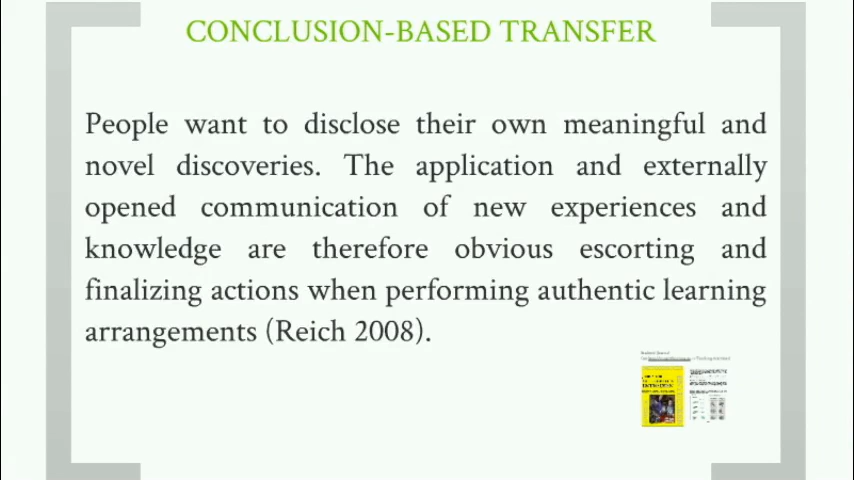 CONCLUSION-BASED TRANSFER
People want to disclose their own meaningful and
novel discoveries. The application and externally
opened communication of new experiences and
knowledge are therefore obvious escorting and
finalizing actions when performing authentic learning
arrangements (Reich 2008).